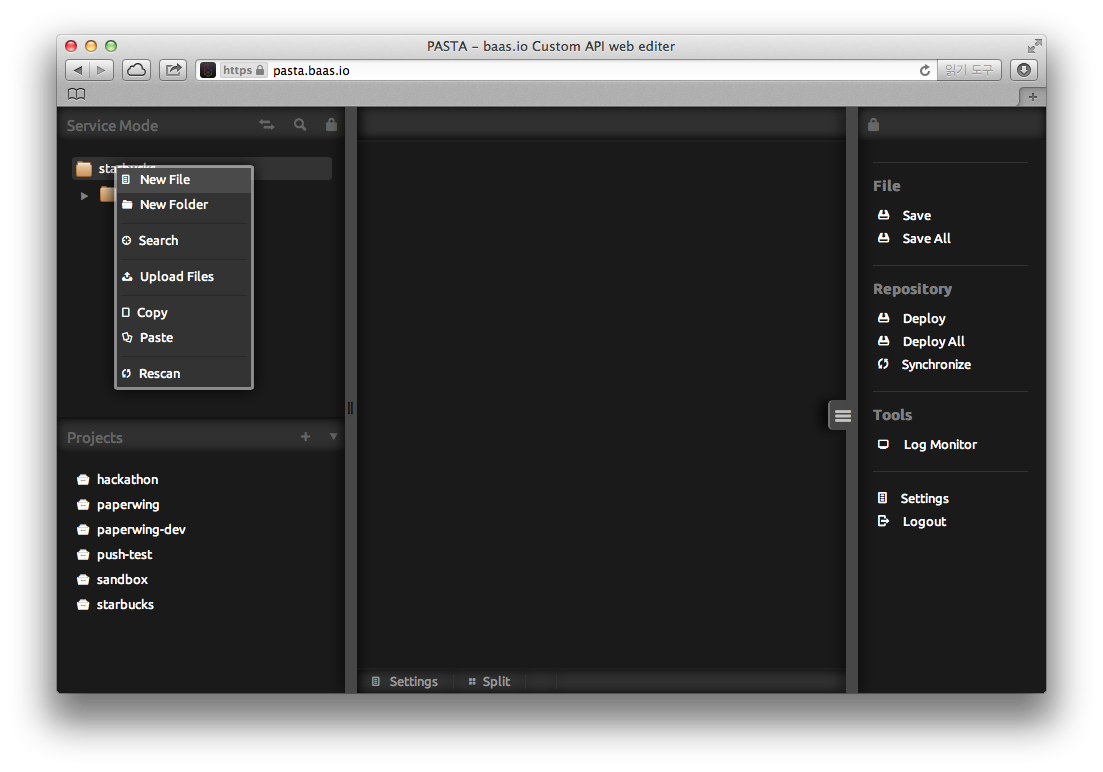 PASTA – baas.io Custom API web editer
https pasta.baas.io 읽기 도구
Service Mode
starbucks
New File
New Folder
Search
Upload Files
Copy
Paste
Rescan
Projects
hackathon
paperwing
paperwing-dev
push-test
sandbox
starbucks
Settings Split
File
Save
Save All
Repository
Deploy
Deploy All
Synchronize
Tools
Log Monitor
Settings
Logout